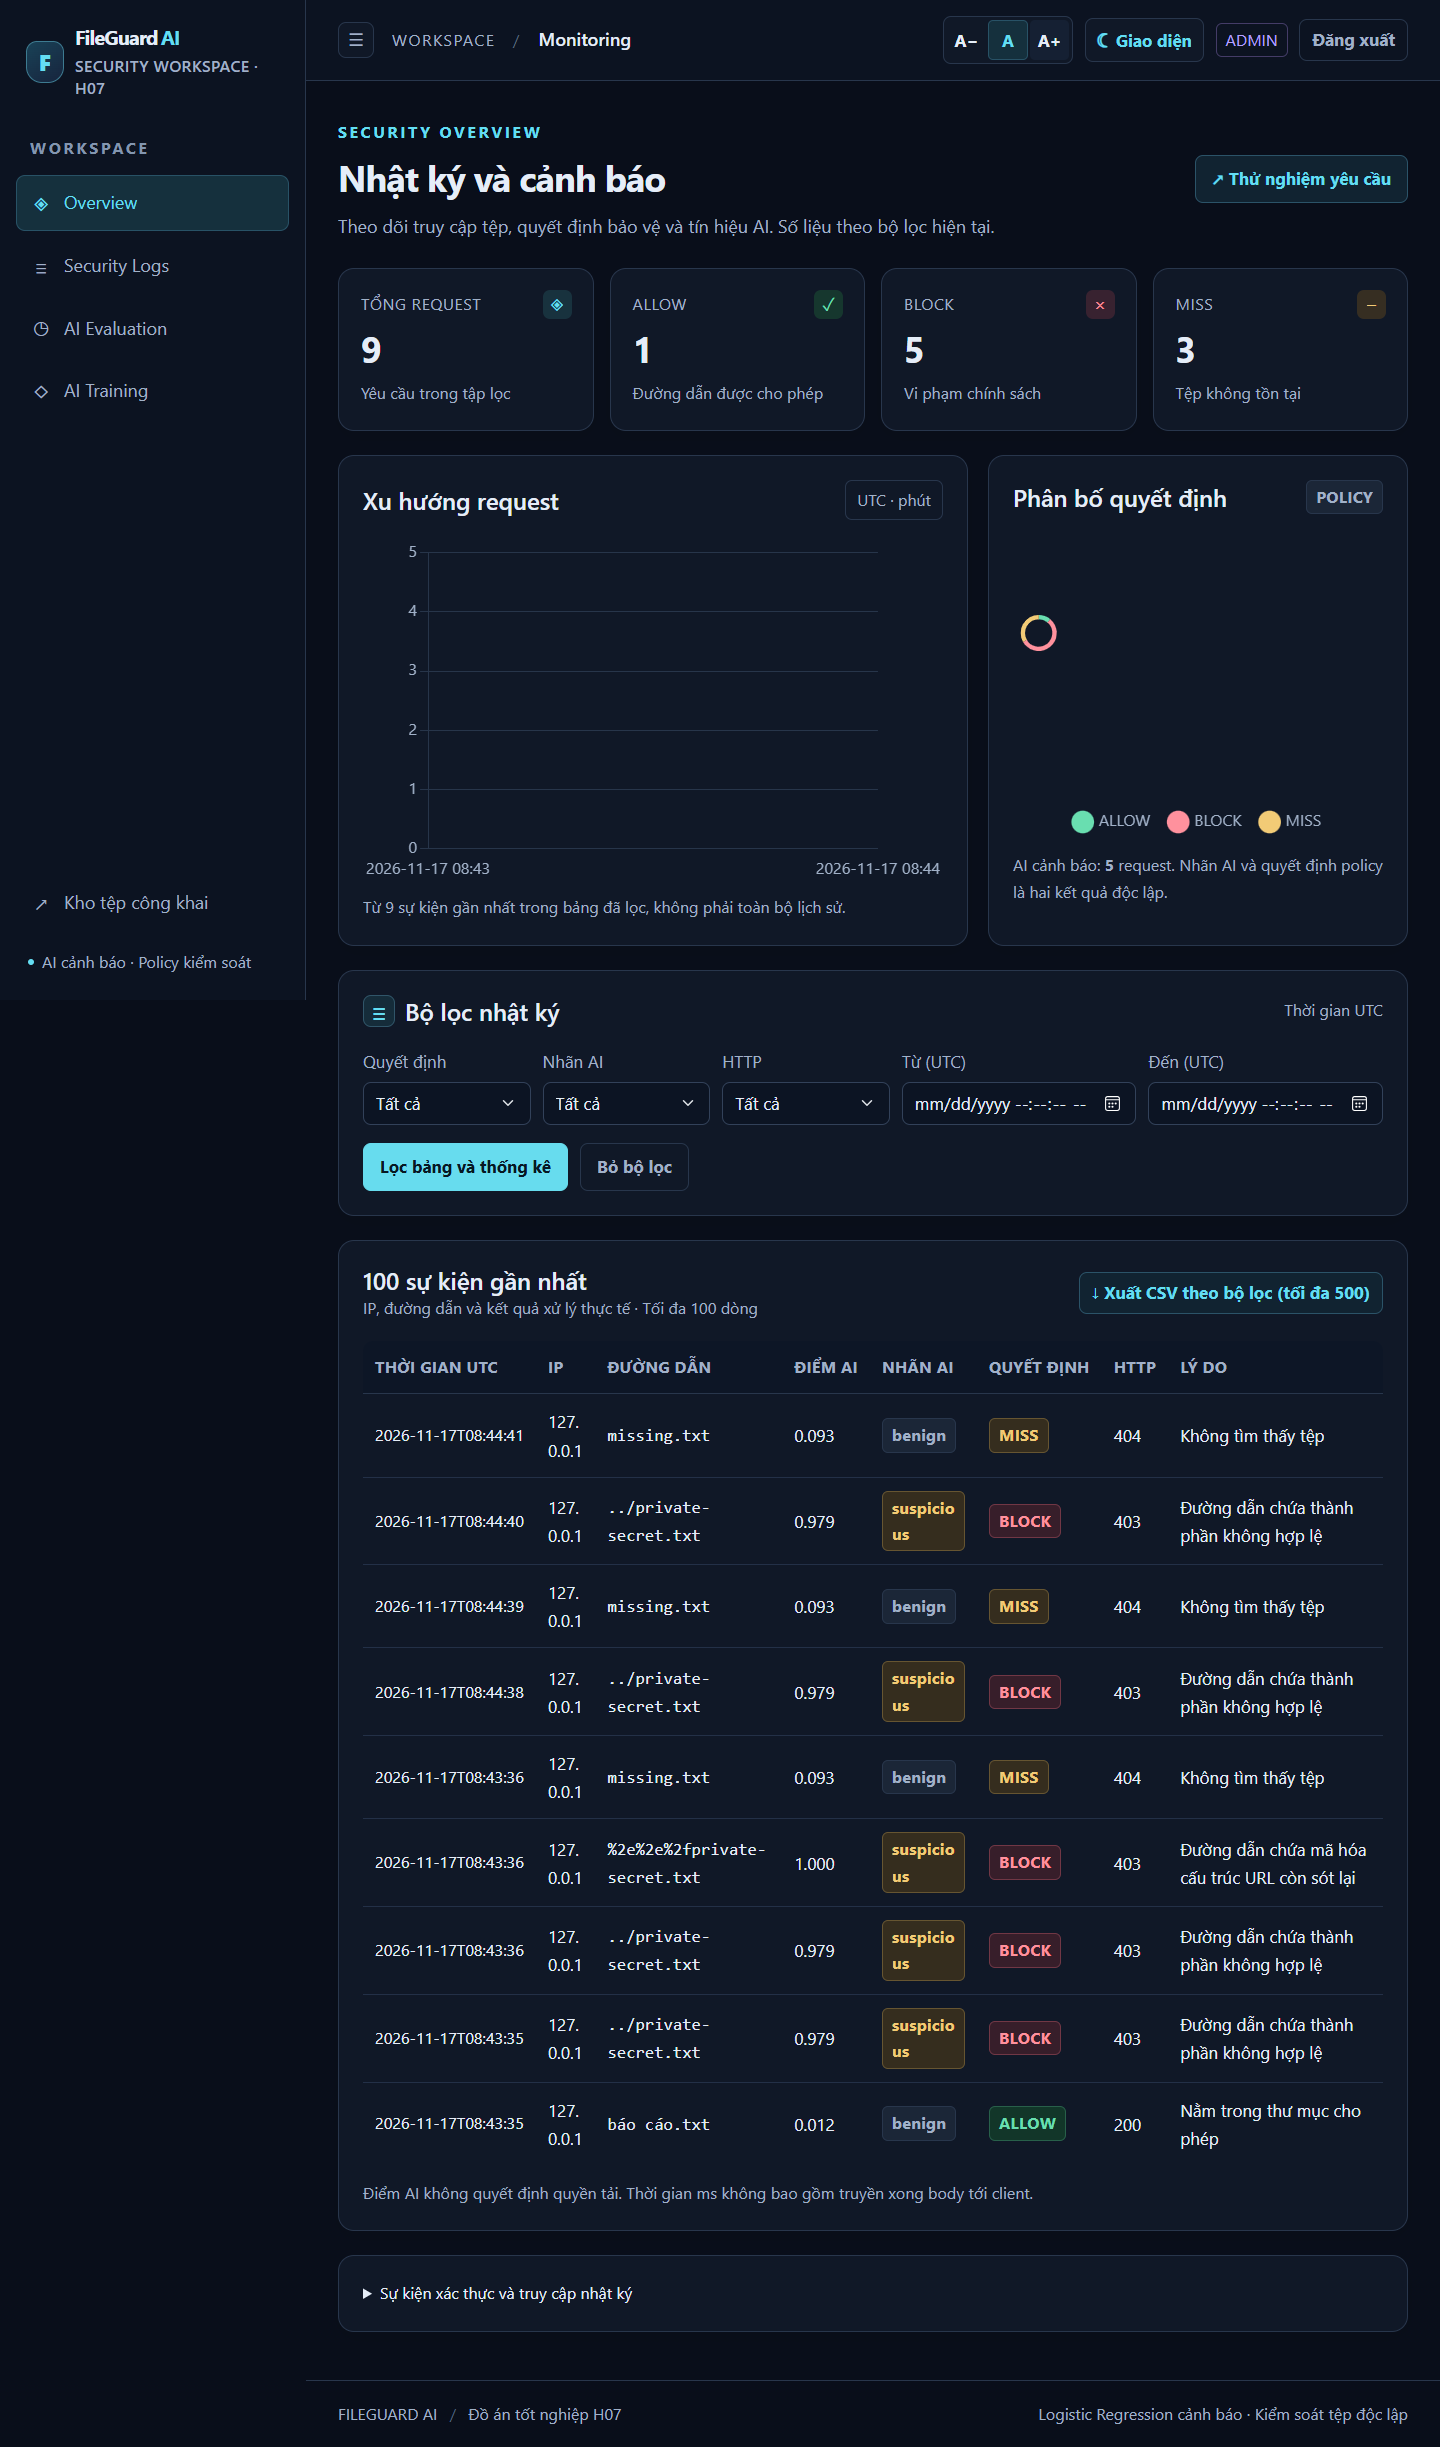 F
FileGuard AI
SECURITY WORKSPACE ·
H07
WORKSPACE
Overview
Security Logs
AI Evaluation
AI Training
Kho tệp công khai
AI cảnh báo · Policy kiểm soát
WORKSPACE / Monitoring
A− A A+ Giao diện ADMIN Đăng xuất
SECURITY OVERVIEW
Nhật ký và cảnh báo
↗ Thử nghiệm yêu cầu
Theo dõi truy cập tệp, quyết định bảo vệ và tín hiệu AI. Số liệu theo bộ lọc hiện tại.
TỔNG REQUEST
9
Yêu cầu trong tập lọc
ALLOW
1
Đường dẫn được cho phép
BLOCK
5
Vi phạm chính sách
MISS
3
Tệp không tồn tại
Xu hướng request
UTC · phút
5
4
3
2
1
0
2026-11-17 08:43
2026-11-17 08:44
Từ 9 sự kiện gần nhất trong bảng đã lọc, không phải toàn bộ lịch sử.
Phân bố quyết định
POLICY
ALLOW BLOCK MISS
AI cảnh báo: 5 request. Nhãn AI và quyết định policy
là hai kết quả độc lập.
Bộ lọc nhật ký
Thời gian UTC
Quyết định Nhãn AI HTTP Từ (UTC) Đến (UTC)
Tất cả Tất cả Tất cả mm/dd/yyyy --:--:-- -- mm/dd/yyyy --:--:-- --
Lọc bảng và thống kê Bỏ bộ lọc
100 sự kiện gần nhất
IP, đường dẫn và kết quả xử lý thực tế · Tối đa 100 dòng
↓ Xuất CSV theo bộ lọc (tối đa 500)
THỜI GIAN UTC IP ĐƯỜNG DẪN ĐIỂM AI NHÃN AI QUYẾT ĐỊNH HTTP LÝ DO
2026-11-17T08:44:41 127.
0.0.1 missing.txt 0.093 benign MISS 404 Không tìm thấy tệp
2026-11-17T08:44:40 127.
0.0.1 ../private-
secret.txt 0.979 suspicio
us BLOCK 403 Đường dẫn chứa thành
phần không hợp lệ
2026-11-17T08:44:39 127.
0.0.1 missing.txt 0.093 benign MISS 404 Không tìm thấy tệp
2026-11-17T08:44:38 127.
0.0.1 ../private-
secret.txt 0.979 suspicio
us BLOCK 403 Đường dẫn chứa thành
phần không hợp lệ
2026-11-17T08:43:36 127.
0.0.1 missing.txt 0.093 benign MISS 404 Không tìm thấy tệp
2026-11-17T08:43:36 127.
0.0.1 %2e%2e%2fprivate-
secret.txt 1.000 suspicio
us BLOCK 403 Đường dẫn chứa mã hóa
cấu trúc URL còn sót lại
2026-11-17T08:43:36 127.
0.0.1 ../private-
secret.txt 0.979 suspicio
us BLOCK 403 Đường dẫn chứa thành
phần không hợp lệ
2026-11-17T08:43:35 127.
0.0.1 ../private-
secret.txt 0.979 suspicio
us BLOCK 403 Đường dẫn chứa thành
phần không hợp lệ
2026-11-17T08:43:35 127.
0.0.1 báo cáo.txt 0.012 benign ALLOW 200 Nằm trong thư mục cho
phép
Điểm AI không quyết định quyền tải. Thời gian ms không bao gồm truyền xong body tới client.
▶ Sự kiện xác thực và truy cập nhật ký
FILEGUARD AI / Đồ án tốt nghiệp H07
Logistic Regression cảnh báo · Kiểm soát tệp độc lập